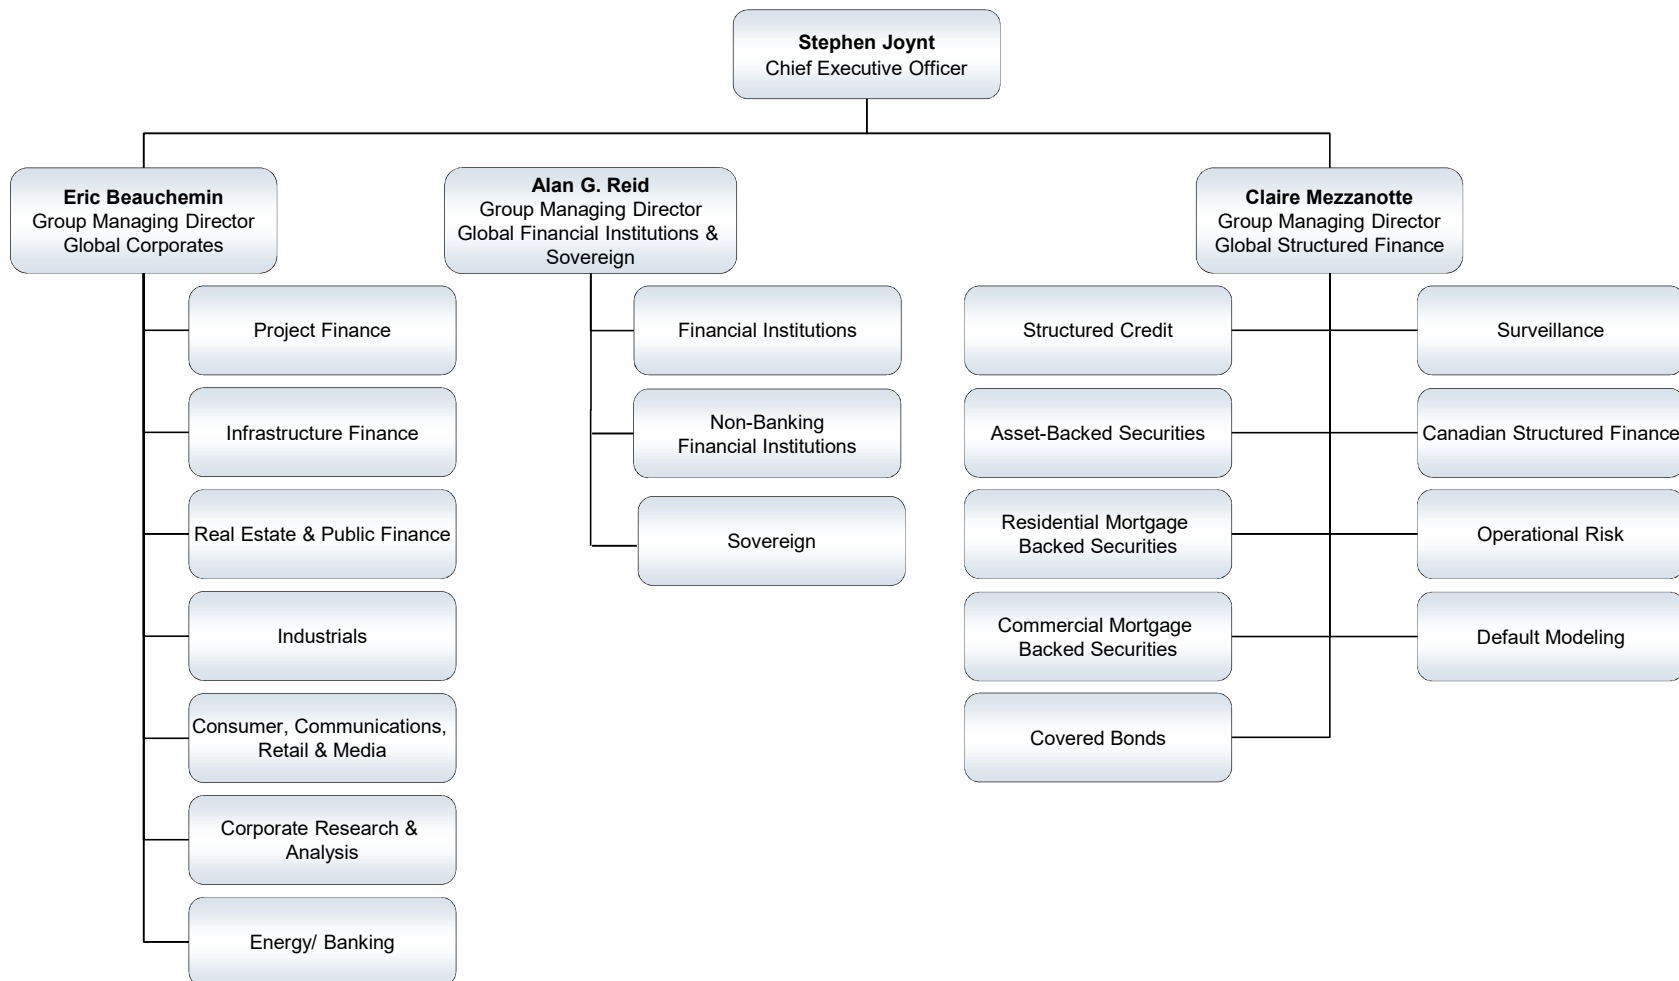 Stephen Joynt
Chief Executive Officer
Eric Beauchemin
Group Managing Director
Global Corporates
Alan G. Reid
Group Managing Director
Global Financial Institutions &
Sovereign
Claire Mezzanotte
Group Managing Director
Global Structured Finance
Project Finance
Infrastructure Finance
Real Estate & Public Finance
Industrials
Consumer, Communications,
Retail & Media
Corporate Research &
Analysis
Energy/ Banking
Financial Institutions
Non-Banking
Financial Institutions
Sovereign
Structured Credit
Asset-Backed Securities
Residential Mortgage
Backed Securities
Commercial Mortgage
Backed Securities
Covered Bonds
Surveillance
Canadian Structured Finance
Operational Risk
Default Modeling